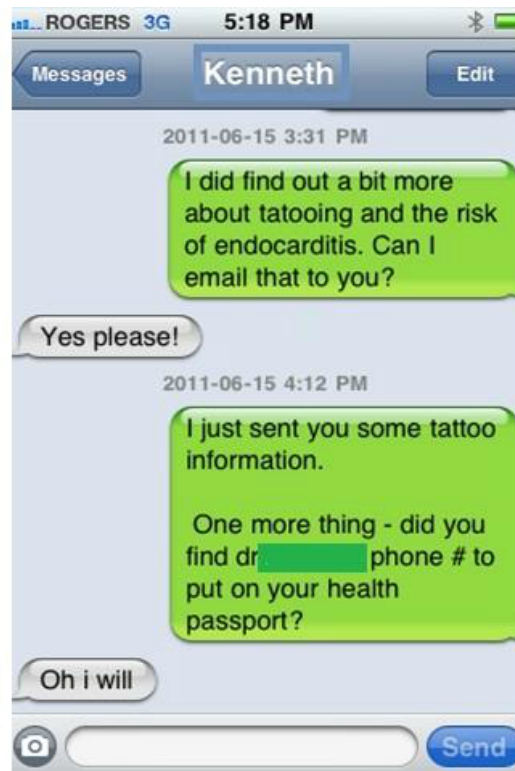 ROGERS 3G 5:18 PM
Messages Kenneth Edit
2011-06-15 3:31 PM
I did find out a bit more
about tatooing and the risk
of endocarditis. Can I
email that to you?
Yes please!
2011-06-15 4:12 PM
I just sent you some tattoo
information.
One more thing - did you
find dr phone # to
put on your health
passport?
Oh i will
Send